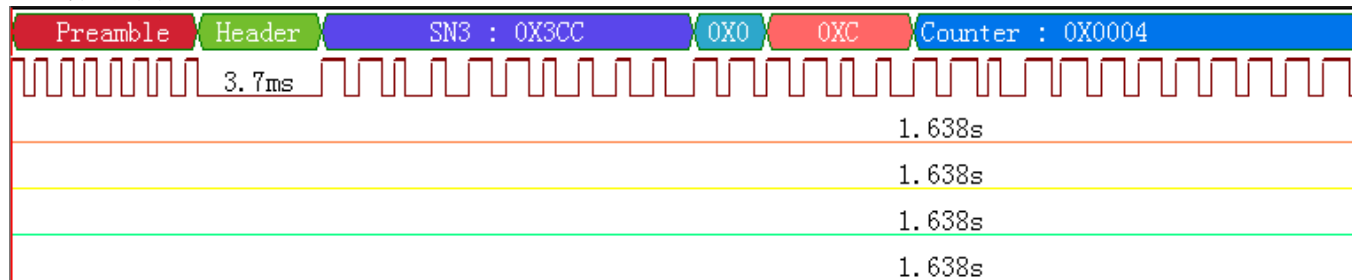 Preamble Header SN3 : 0X3CC 0X0 0XC Counter : 0X0004
3.7ms
1.638s
1.638s
1.638s
1.638s